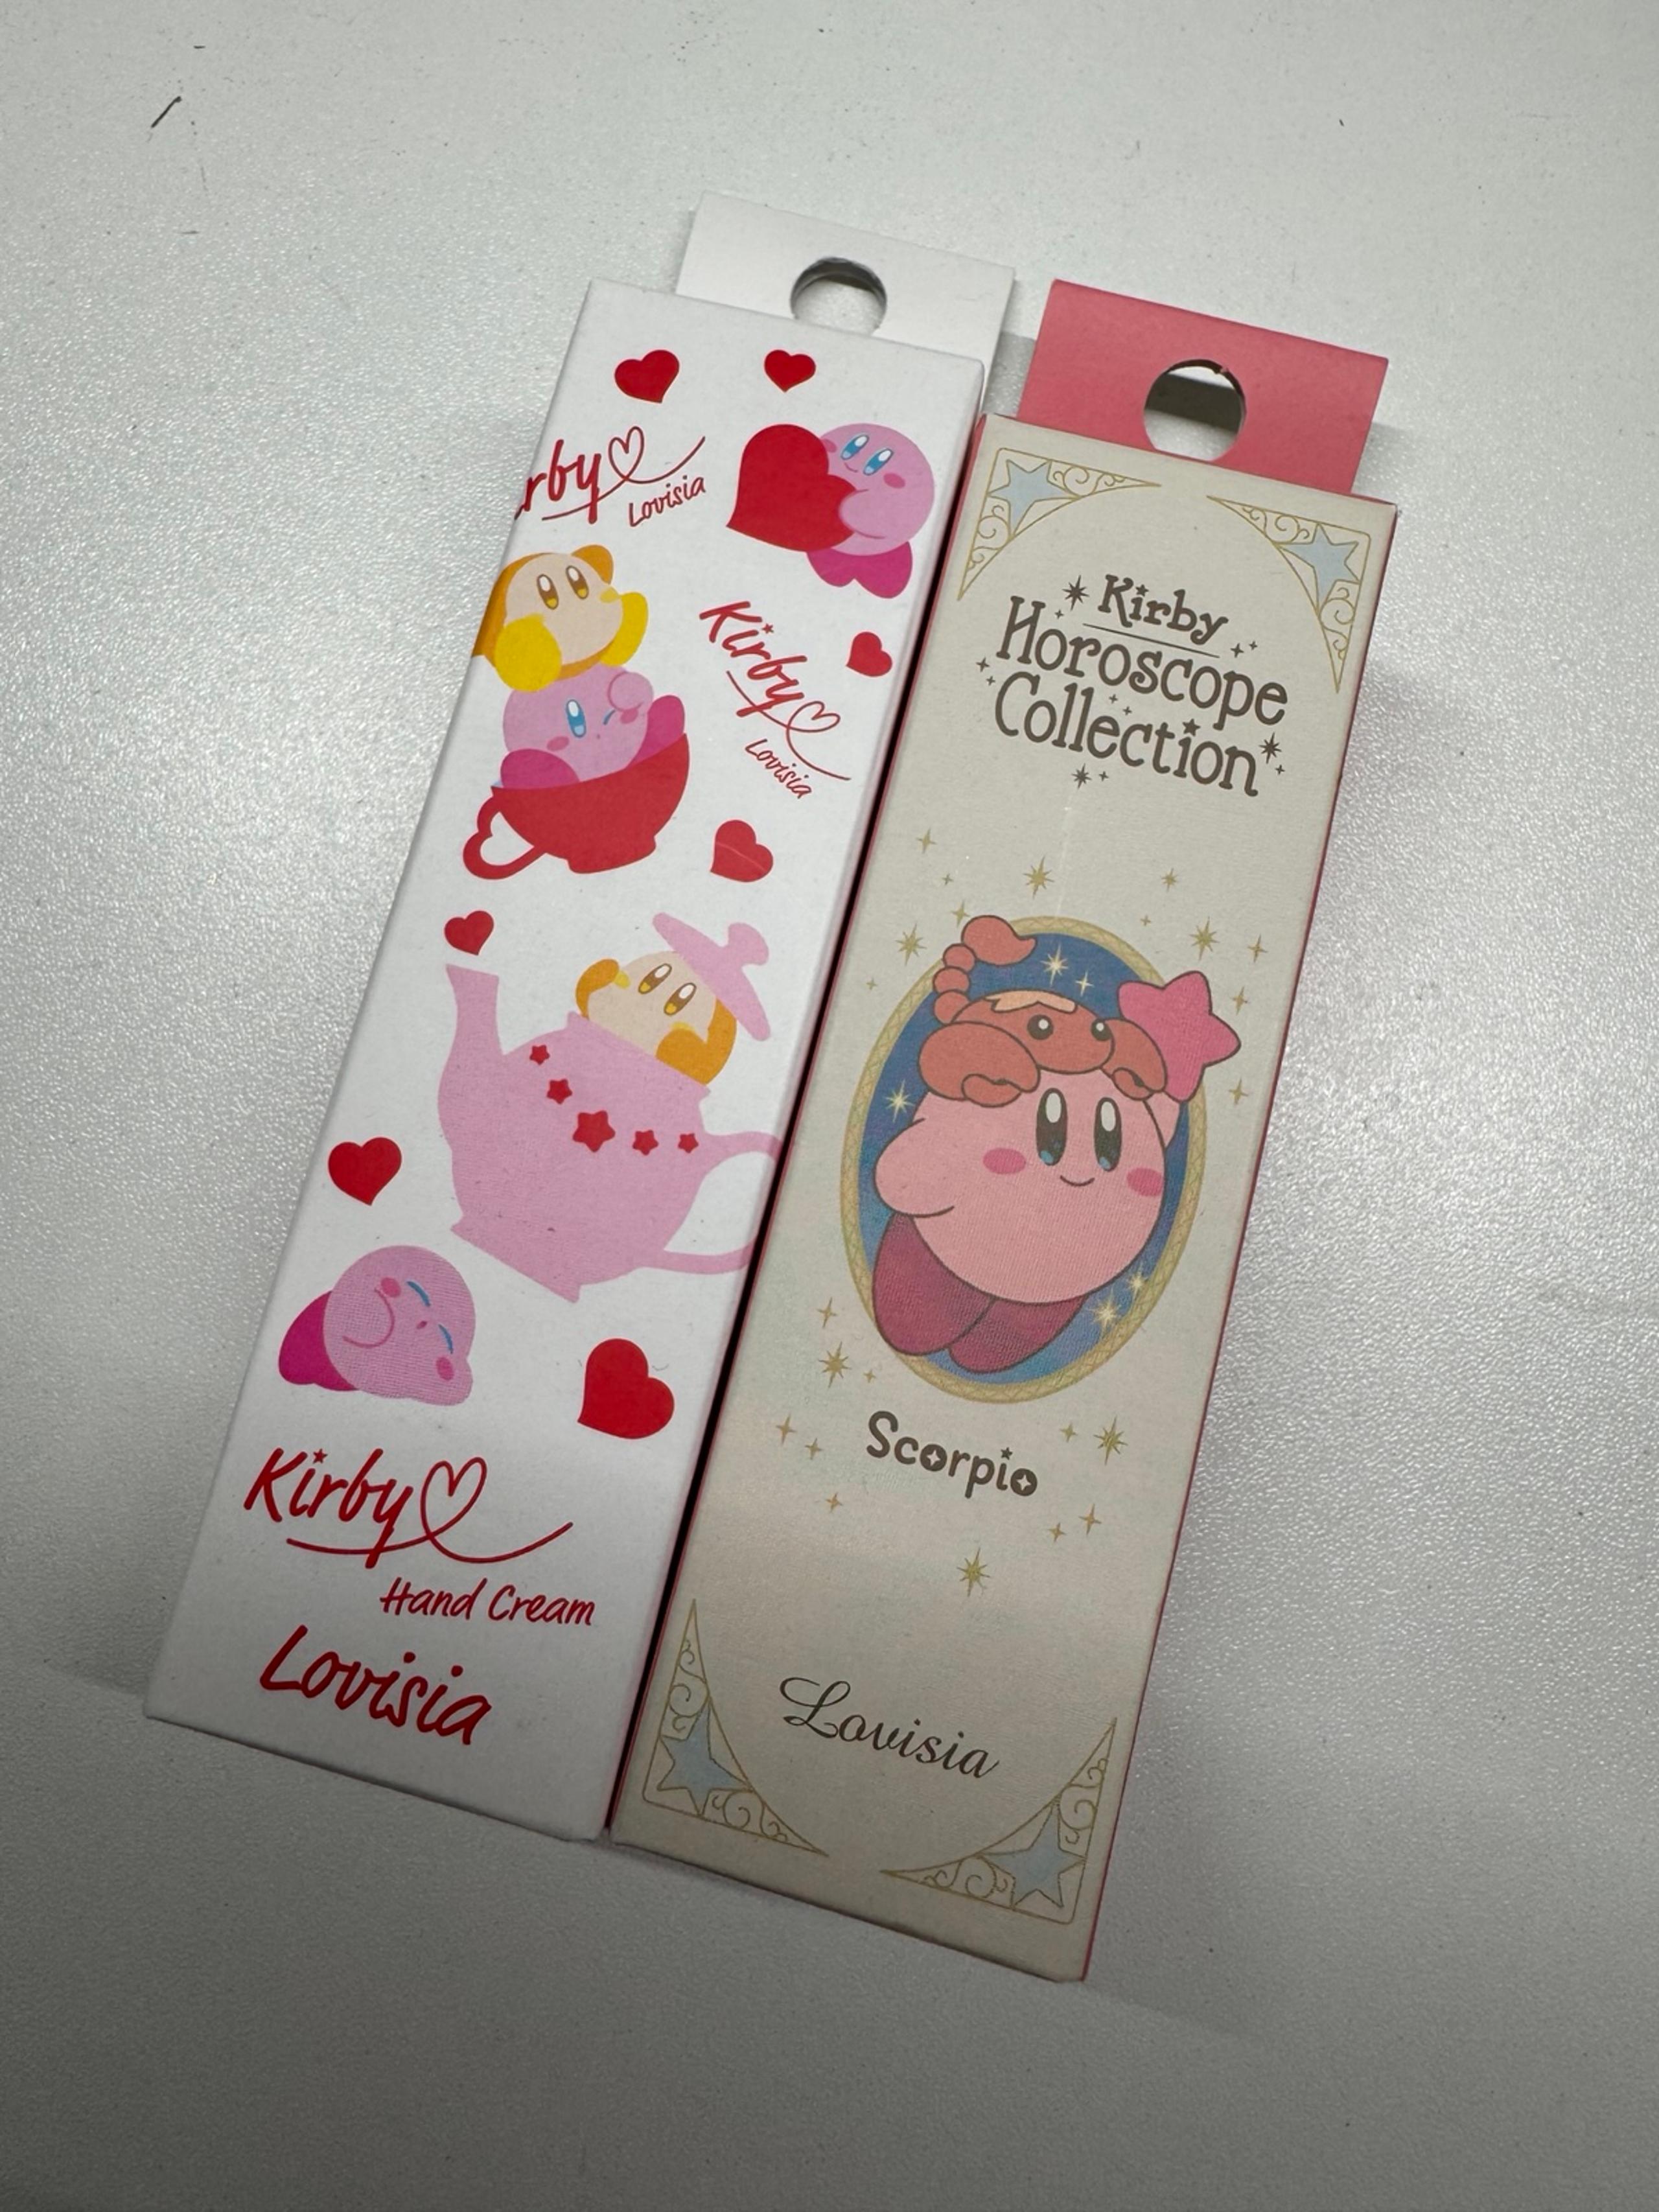 Kirby
Lovisia
Kirby
Lovisia
Kirby
Hand Cream
Lovisia
Kirby
Horoscope
Collection
Scorpio
Lovisia